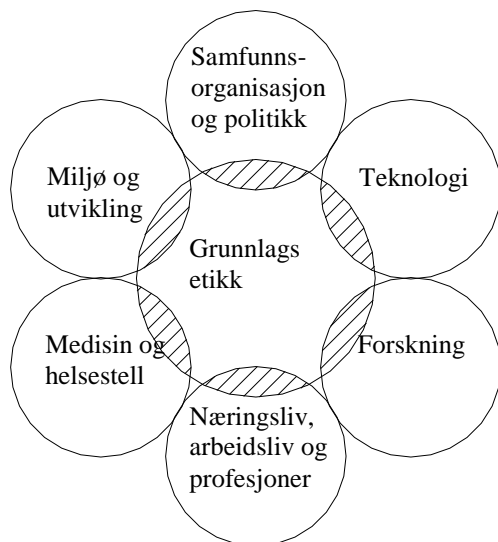 Samfunns-
organisasjon
og politikk
Miljø og
utvikling
Teknologi
Grunnlags
etikk
Medisin og
helsestell
Forskning
Næringsliv,
arbeidsliv og
profesjoner